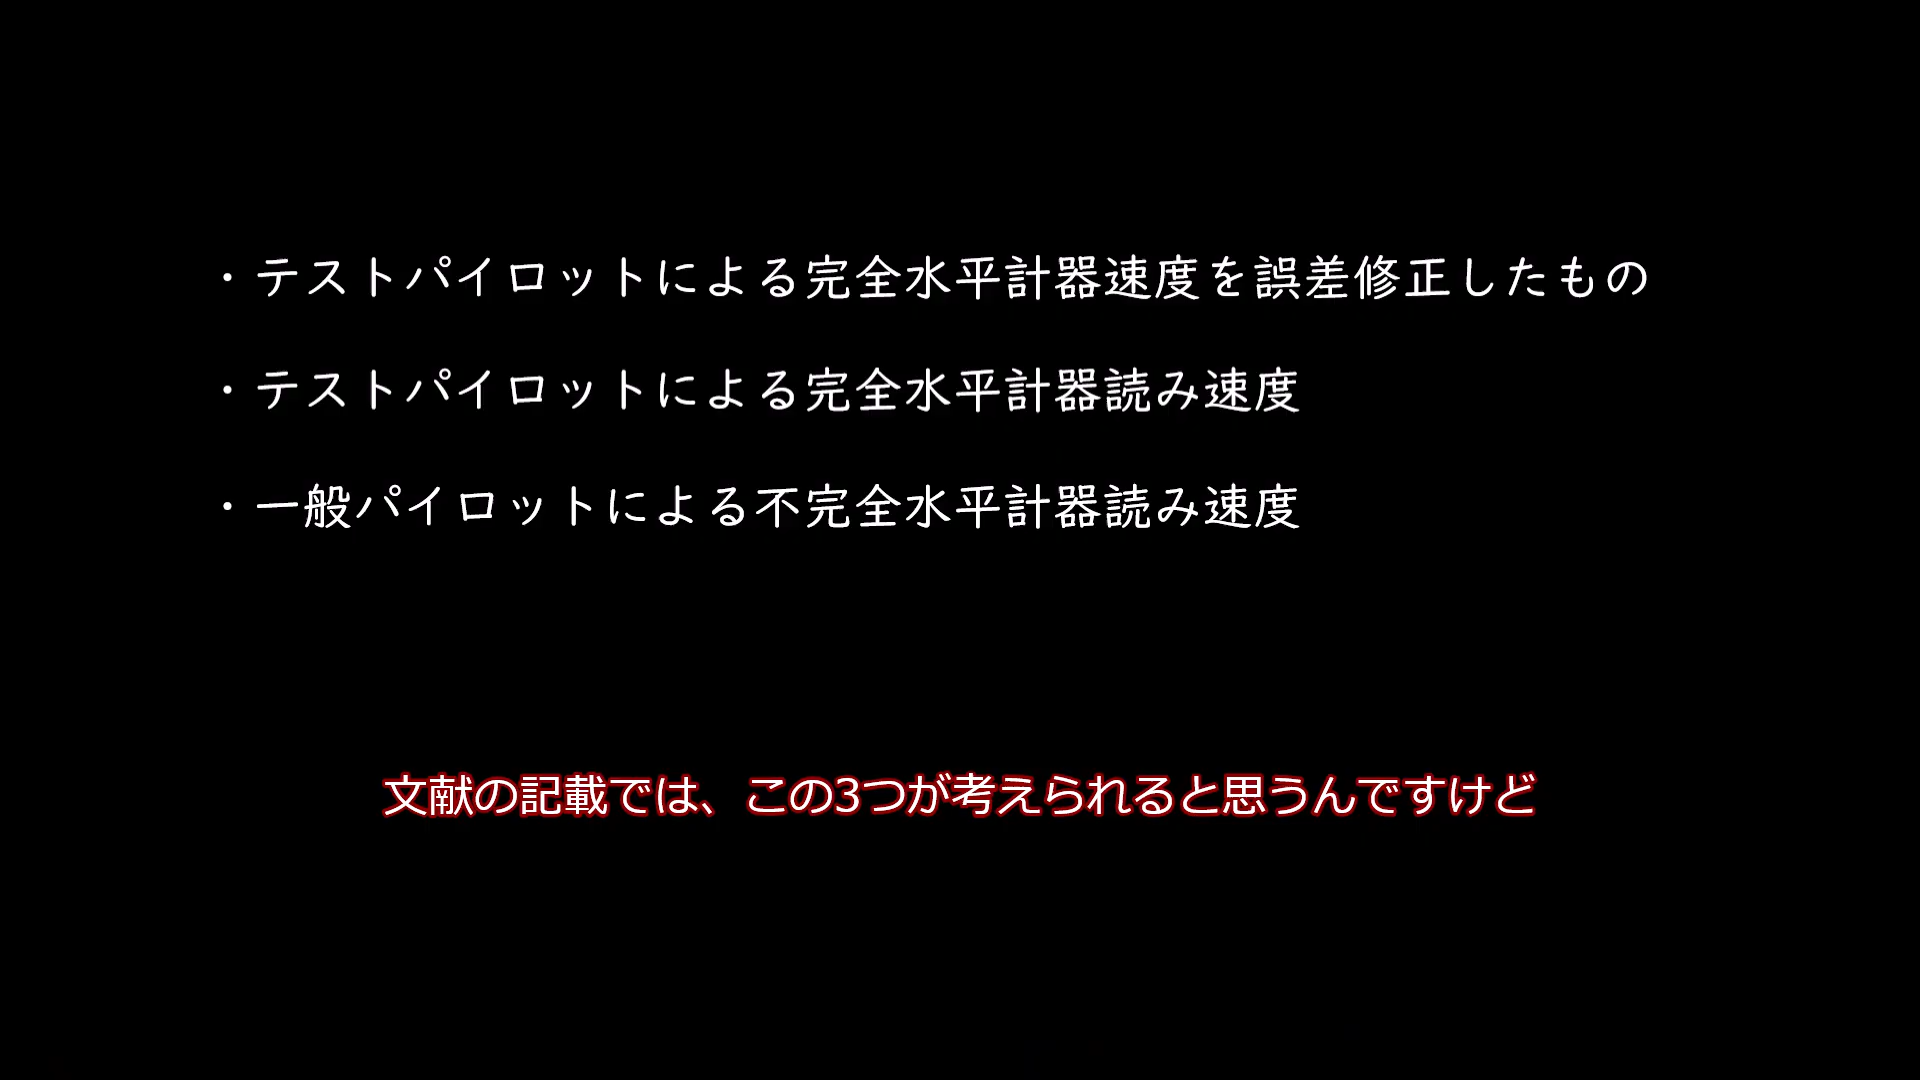 ・テストパイロットによる完全水平計器速度を誤差修正したもの
・テストパイロットによる完全水平計器読み速度
・一般パイロットによる不完全水平計器読み速度
文献の記載では、この3つが考えられると思うんですけど